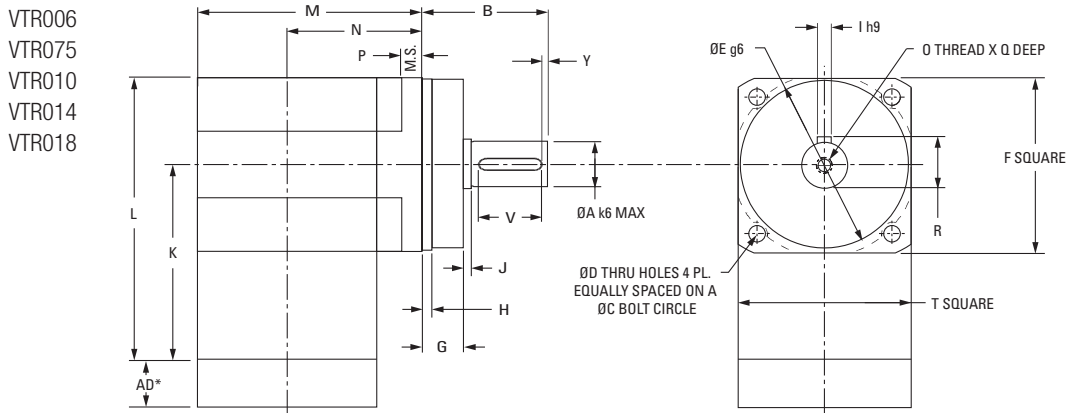 VTR006
VTR075
VTR010
VTR014
VTR018
M
B
N
P
M.S.
Y
L
K
V
ØA k6 MAX
J
H
G
AD*
I h9
ØE g6
O THREAD X Q DEEP
F SQUARE
R
ØD THRU HOLES 4 PL.
EQUALLY SPACED ON A
ØC BOLT CIRCLE
T SQUARE